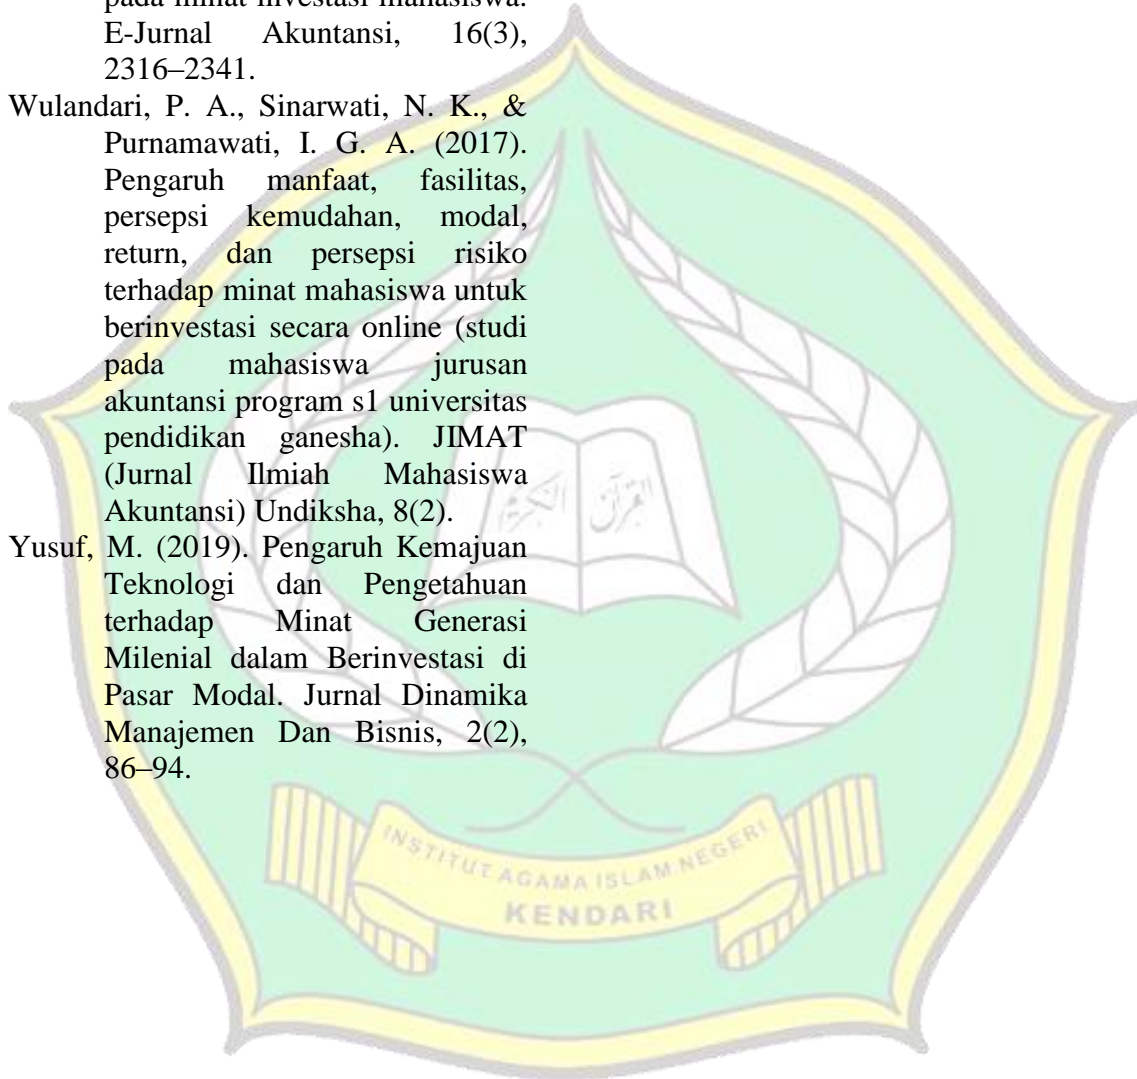 pada minat investasi mahasiswa.
E-Jurnal Akuntansi, 16(3),
2316–2341.
Wulandari, P. A., Sinarwati, N. K., &
Purnamawati, I. G. A. (2017).
Pengaruh manfaat, fasilitas,
persepsi kemudahan, modal,
return, dan persepsi risiko
terhadap minat mahasiswa untuk
berinvestasi secara online (studi
pada mahasiswa jurusan
akuntansi program s1 universitas
pendidikan ganesha). JIMAT
(Jurnal Ilmiah Mahasiswa
Akuntansi) Undiksha, 8(2).
Yusuf, M. (2019). Pengaruh Kemajuan
Teknologi dan Pengetahuan
terhadap Minat Generasi
Milenial dalam Berinvestasi di
Pasar Modal. Jurnal Dinamika
Manajemen Dan Bisnis, 2(2),
86–94.
القرآن الكريم
INSTITUT AGAMA ISLAM NEGERI
KENDARI